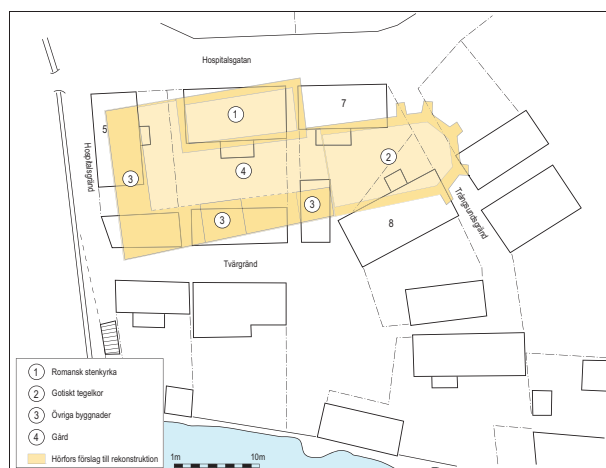 Hospitalsgatan
5
1
7
2
Hospitalsgränd
3
4
Trångsundsgränd
3
3
8
Tvärgränd
1 Romansk stenkyrka
2 Gotiskt tegelkor
3 Övriga byggnader
4 Gård
Hörfors förslag till rekonstruktion
1m 10m